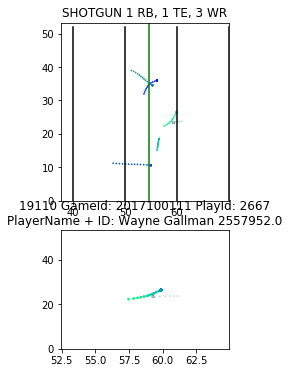 SHOTGUN 1 RB, 1 TE, 3 WR
50
40
30
20
10
0
40 50 60
19110 GameId: 2017100111 PlayId: 2667
PlayerName + ID: Wayne Gallman 2557952.0
40
20
0
52.5 55.0 57.5 60.0 62.5